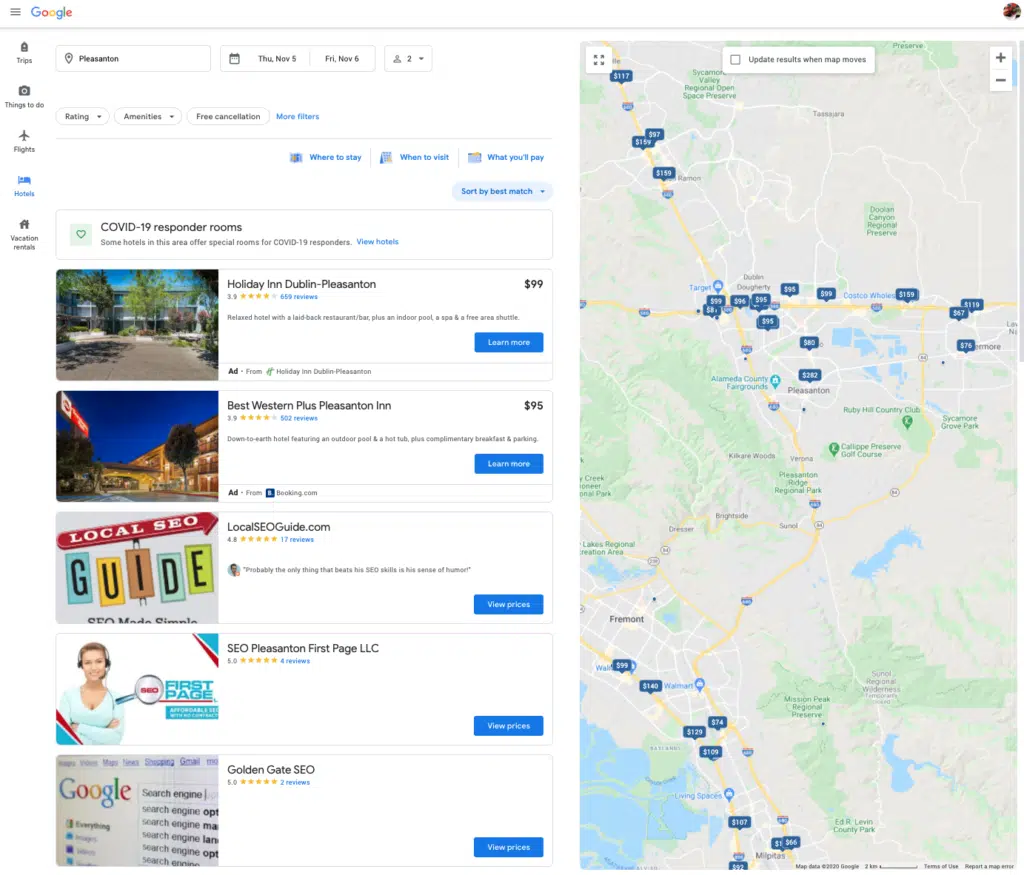 Google
Trips
Things to do
Flights
Hotels
Vacation
rentals
Pleasanton
Thu, Nov 5
Fri, Nov 6
2
Rating
Amenities
Free cancellation
More filters
Where to stay
When to visit
What you'll pay
Sort by best match
COVID-19 responder rooms
Some hotels in this area offer special rooms for COVID-19 responders. View hotels
Holiday Inn Dublin-Pleasanton
$99
3.9
659 reviews
Relaxed hotel with a laid-back restaurant/bar, plus an indoor pool, a spa & a free area shuttle.
Learn more
Ad · From Holiday Inn Dublin-Pleasanton
Best Western Plus Pleasanton Inn
$95
3.9
502 reviews
Down-to-earth hotel featuring an outdoor pool & a hot tub, plus complimentary breakfast & parking.
Learn more
Ad · From B Booking.com
LOCAL SEO
GUIDE
SEO Made Simple
LocalSEOGuide.com
4.8
17 reviews
"Probably the only thing that beats his SEO skills is his sense of humor!"
View prices
SEO
FIRST
PAGE
AFFORDABLE SEO
WITH NO CONTRACT
SEO Pleasanton First Page LLC
5.0
4 reviews
View prices
Maps News Shopping Gmail
Google
Search engine
search engine opt
search engine ma
search engine lan
search engine opt
Everything
Images
Golden Gate SEO
5.0
2 reviews
View prices
Update results when map moves
+
−
Preserve
$117
Sycamore
Valley
Regional Open
Space Preserve
Tassajara
$97
$159
$159
Ramon
Doolan
Canyon
Regional
Preserve
Dublin
Dougherty
Target
$99
$96
$95
$95
$99
Costco Wholes
$159
$119
$67
$95
$80
$76
ermore
$282
Alameda County
Fairgrounds
Pleasanton
Ruby Hill Country Club
Sycamore
Grove Park
Callippe Preserve
Golf Course
Kilkare Woods
Verona
Pleasanton
Ridge
Regional Park
y Creek
ioneer
onal Park
84
Brightside
Dresser
Sunol
84
Lakes Regional
creation Area
84
238
Fremont
Sunol
Regional
Wilderness
Temporarily
closed
Mission Peak
Regional
Preserve
$99
$140
Walmart
$74
$129
$109
Living Spaces
$107
$66
Milpitas
$92
Ed R. Levin
County Park
Map data ©2020 Google
2 km
Terms of Use
Report a map error